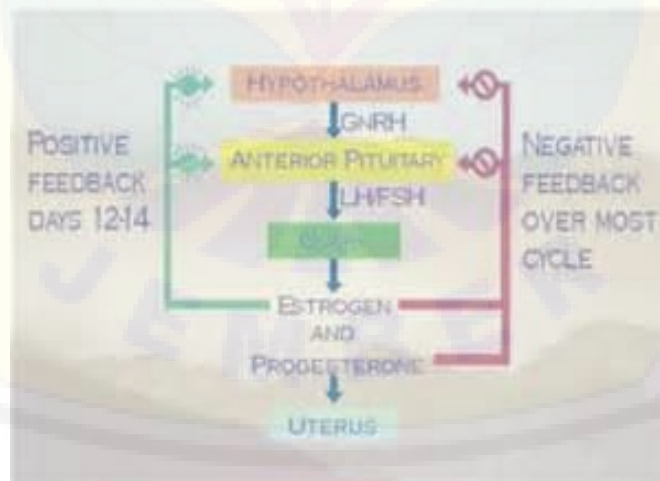 HYPOTHALAMUS
GNRH
POSITIVE
FEEDBACK
DAYS 12-14
ANTERIOR PITUITARY
NEGATIVE
FEEDBACK
OVER MOST
CYCLE
LH/FSH
ESTROGEN
AND
PROGESTERONE
UTERUS
JEMBER